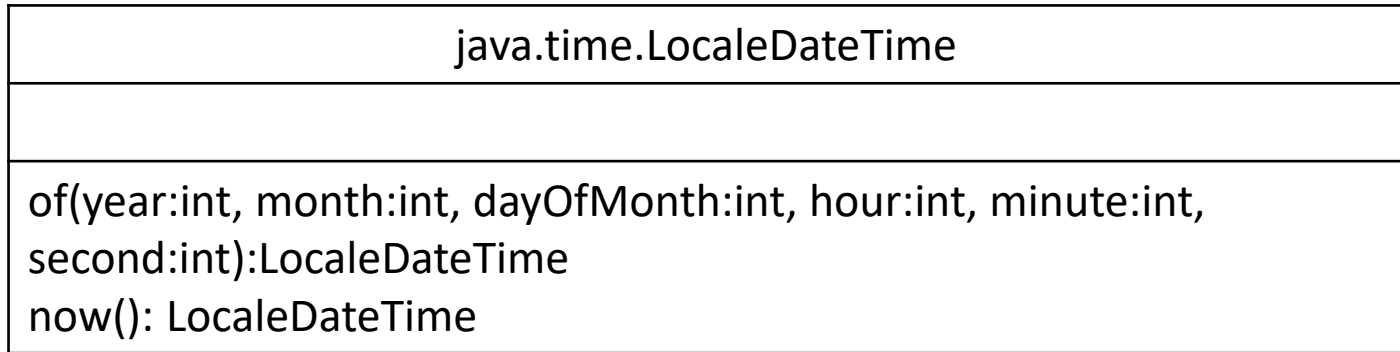 java.time.LocaleDateTime
of(year:int, month:int, dayOfMonth:int, hour:int, minute:int,
second:int):LocaleDateTime
now(): LocaleDateTime